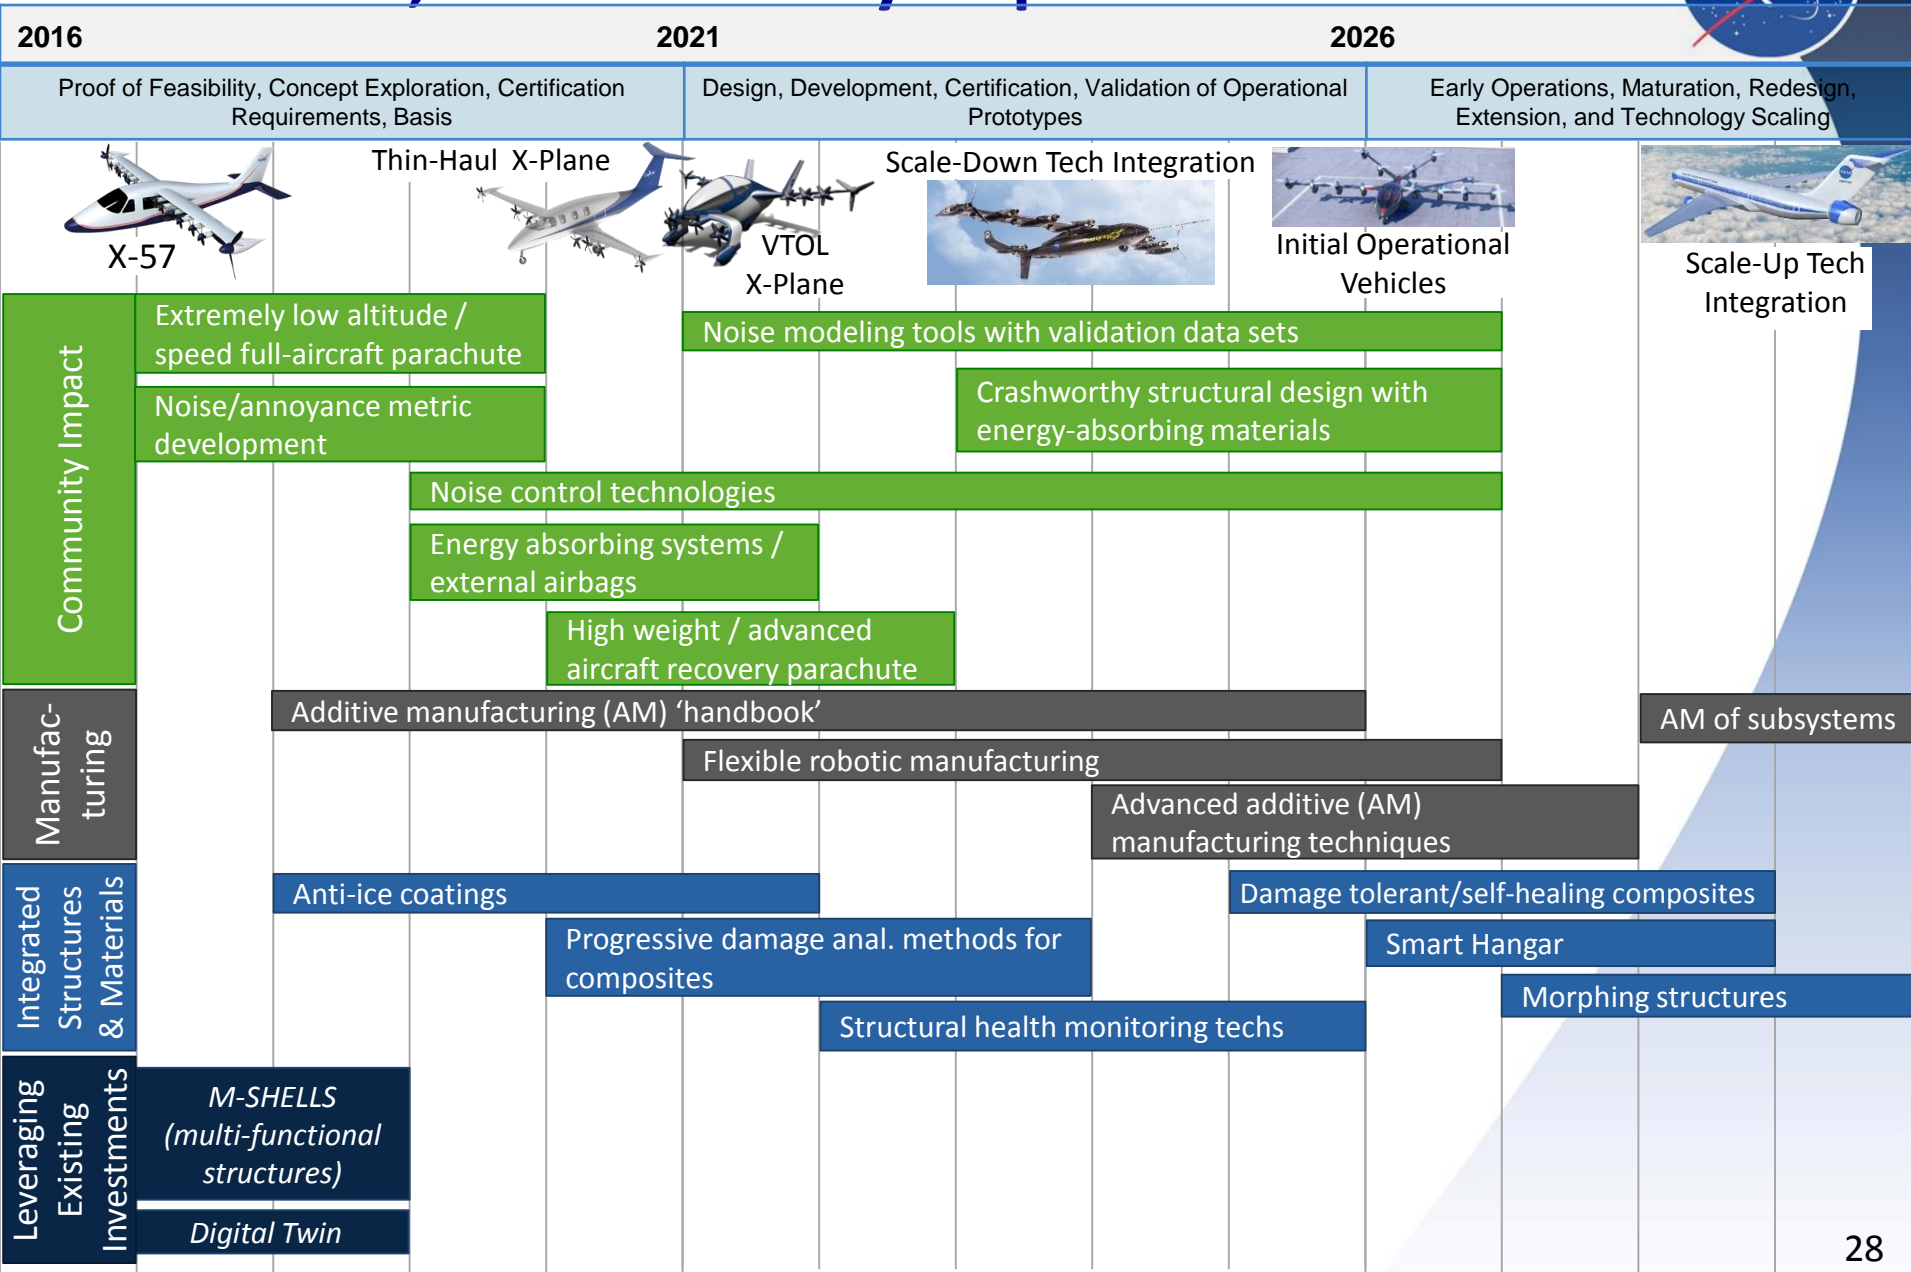 2016
2021
2026
Proof of Feasibility, Concept Exploration, Certification
Requirements, Basis
Design, Development, Certification, Validation of Operational
Prototypes
Early Operations, Maturation, Redesign,
Extension, and Technology Scaling
X-57
Thin-Haul X-Plane
VTOL
X-Plane
Scale-Down Tech Integration
Initial Operational
Vehicles
Scale-Up Tech
Integration
Community Impact
Extremely low altitude /
speed full-aircraft parachute
Noise modeling tools with validation data sets
Noise/annoyance metric
development
Crashworthy structural design with
energy-absorbing materials
Noise control technologies
Energy absorbing systems /
external airbags
High weight / advanced
aircraft recovery parachute
Manufac-
turing
Additive manufacturing (AM) ‘handbook’
AM of subsystems
Flexible robotic manufacturing
Advanced additive (AM)
manufacturing techniques
Integrated
Structures
& Materials
Anti-ice coatings
Damage tolerant/self-healing composites
Progressive damage anal. methods for
composites
Smart Hangar
Morphing structures
Structural health monitoring techs
Leveraging
Existing
Investments
M-SHELLS
(multi-functional
structures)
Digital Twin
28